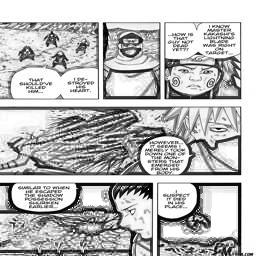 I KNOW
MASTER
KAKASHI'S
LIGHTNING
BLADE
WAS RIGHT
ON
TARGET...
...HOW IS
THAT
GUY NOT
DEAD
YET?!
I DE-
STROYED
HIS
HEART.
THAT
SHOULD'VE
KILLED
HIM...
HOWEVER...
IT SEEMS I
MERELY TOOK
DOWN ONE OF
THE MON-
STERS THAT
EMERGED
FROM HIS
BODY...
SIMILAR TO WHEN
HE ESCAPED
THE SHADOW
POSSESSION
SHURIKEN
EARLIER...
I
SUSPECT
IT DIED
IN HIS
PLACE...